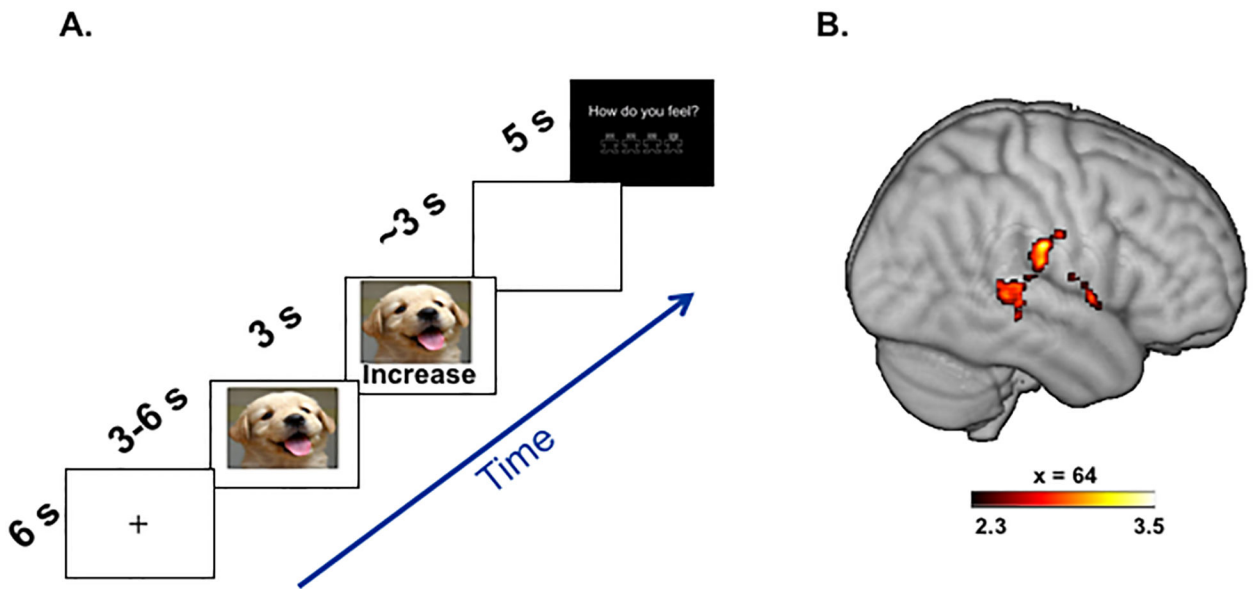 A.
B.
6 s
3-6 s
3 s
~3 s
5 s
+
Increase
How do you feel?
Time
x = 64
2.3 3.5